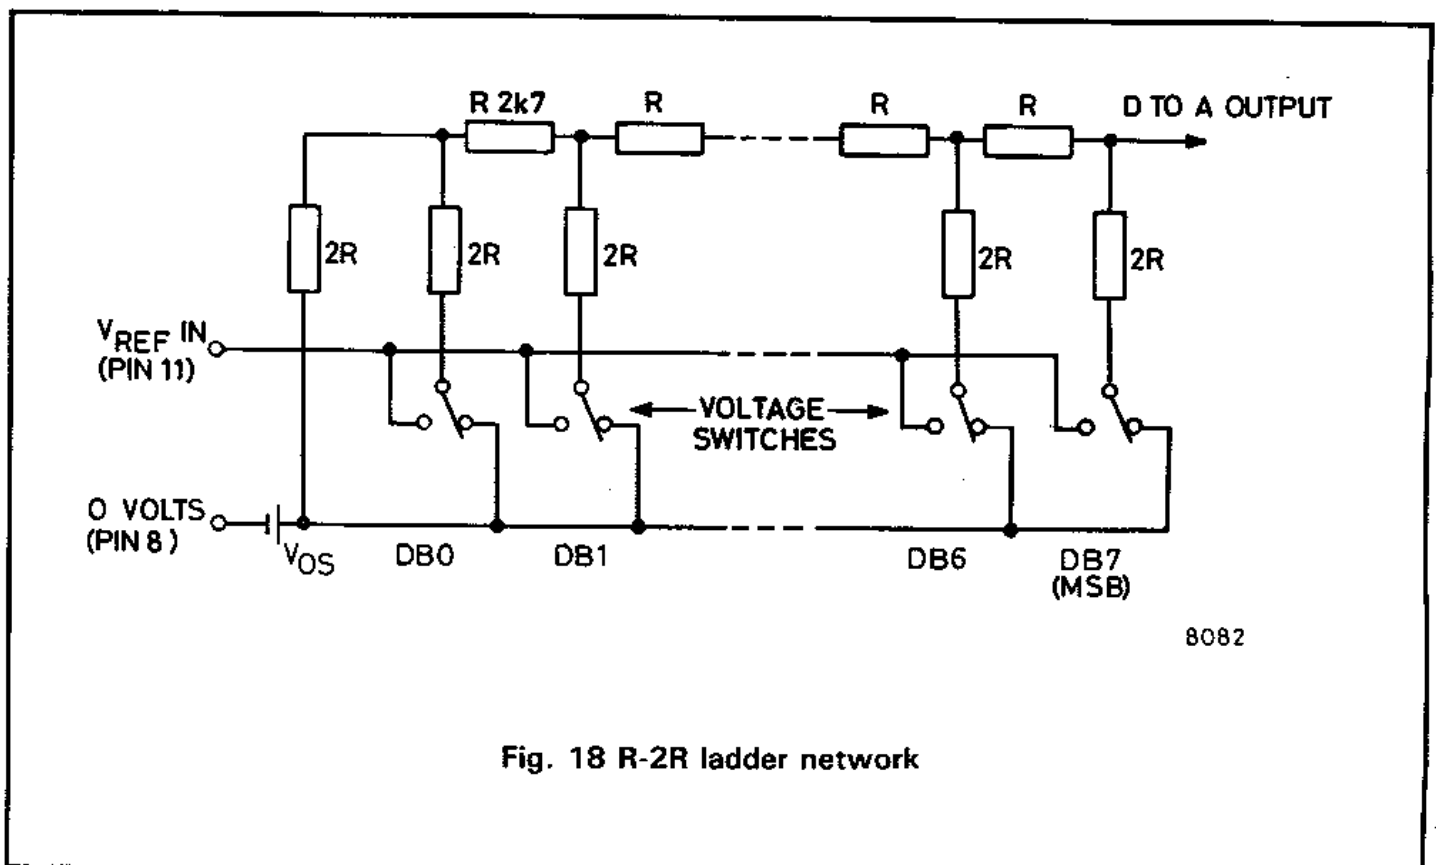 R 2k7
R
R
R
D TO A OUTPUT
2R
2R
2R
2R
2R
VREF IN
(PIN 11)
VOLTAGE
SWITCHES
0 VOLTS
(PIN 8)
VOS
DB0
DB1
DB6
DB7
(MSB)
8082
Fig. 18 R-2R ladder network